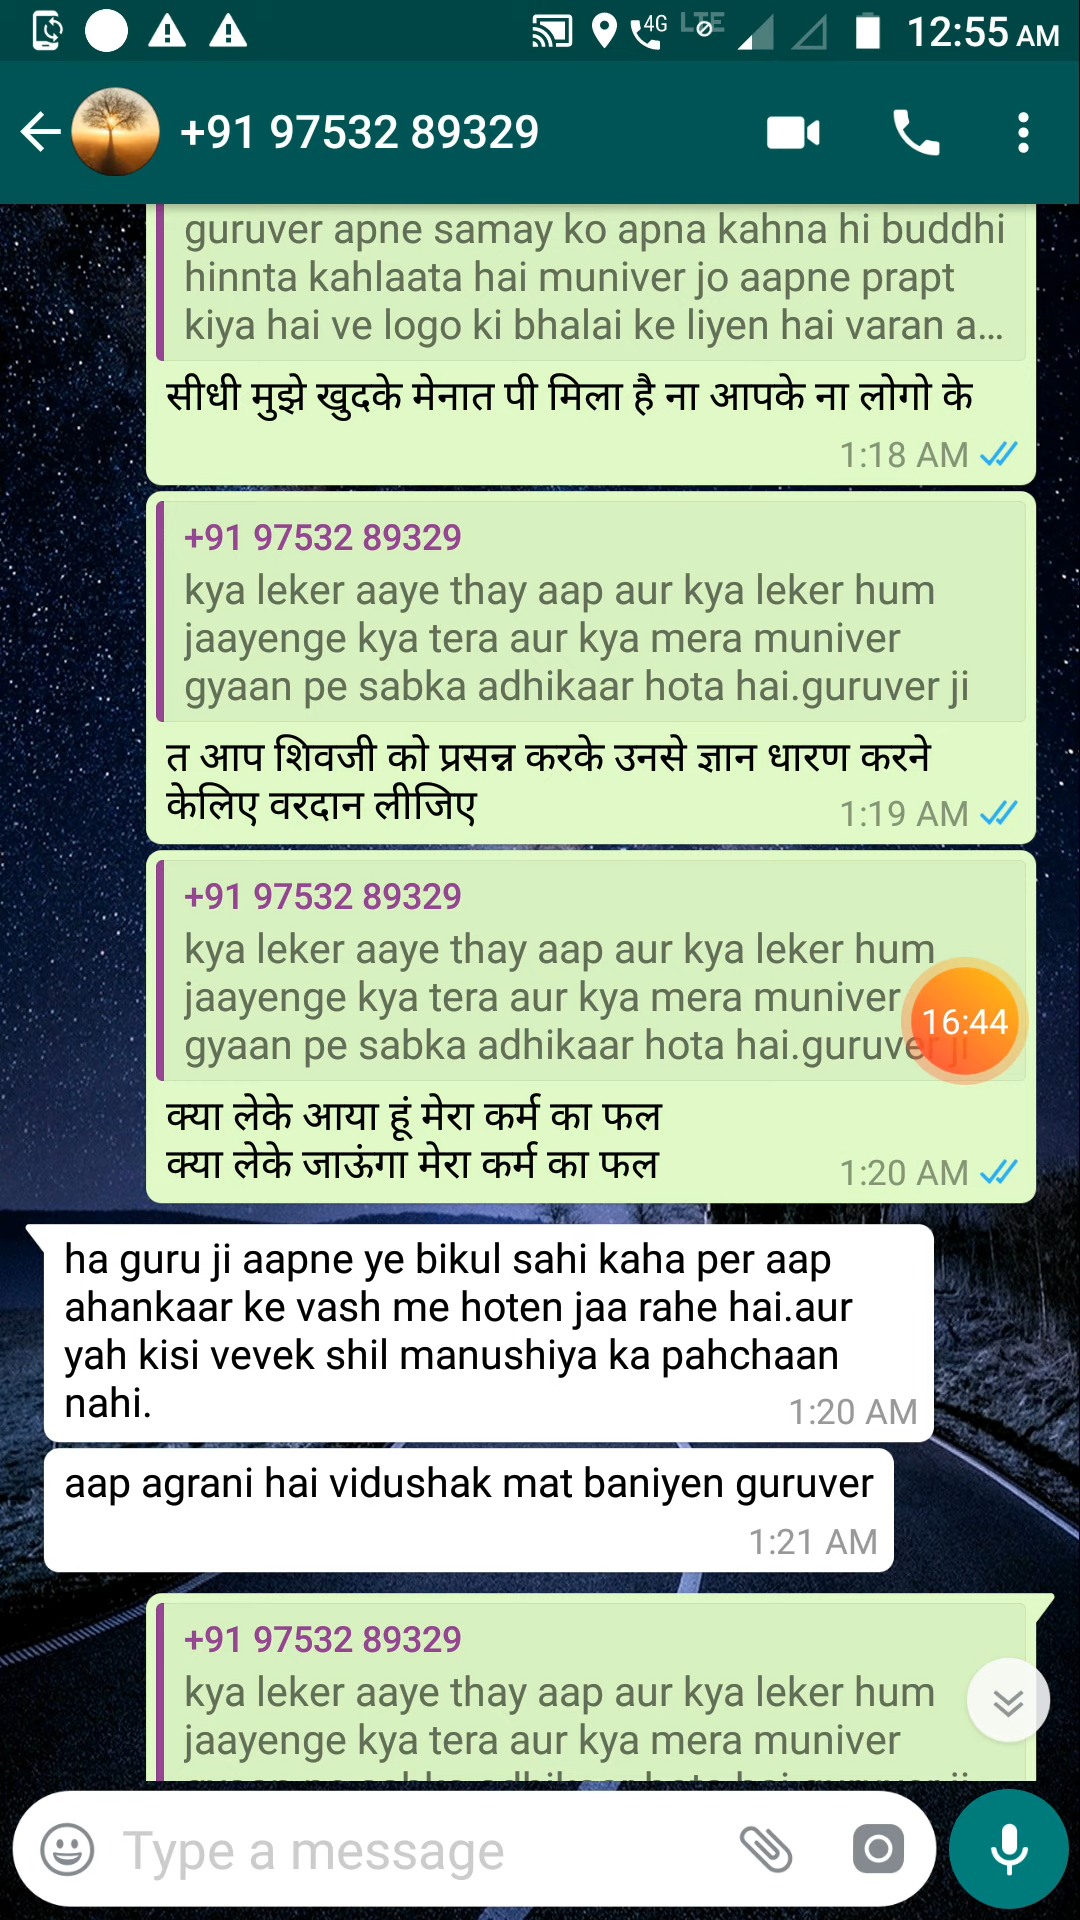 4G LTE 12:55 AM
+91 97532 89329
guruver apne samay ko apna kahna hi buddhi
hinnta kahlaata hai muniver jo aapne prapt
kiya hai ve logo ki bhalai ke liyen hai varan a...
सीधी मुझे खुदके मेनात पी मिला है ना आपके ना लोगो के
1:18 AM
+91 97532 89329
kya leker aaye thay aap aur kya leker hum
jaayenge kya tera aur kya mera muniver
gyaan pe sabka adhikaar hota hai.guruver ji
त आप शिवजी को प्रसन्न करके उनसे ज्ञान धारण करने
केलिए वरदान लीजिए
1:19 AM
+91 97532 89329
kya leker aaye thay aap aur kya leker hum
jaayenge kya tera aur kya mera muniver
16:44
gyaan pe sabka adhikaar hota hai.guruver ji
क्या लेके आया हूं मेरा कर्म का फल
क्या लेके जाऊंगा मेरा कर्म का फल
1:20 AM
ha guru ji aapne ye bikul sahi kaha per aap
ahankaar ke vash me hoten jaa rahe hai.aur
yah kisi vevek shil manushiya ka pahchaan
nahi.
1:20 AM
aap agrani hai vidushak mat baniyen guruver
1:21 AM
+91 97532 89329
kya leker aaye thay aap aur kya leker hum
jaayenge kya tera aur kya mera muniver
Type a message